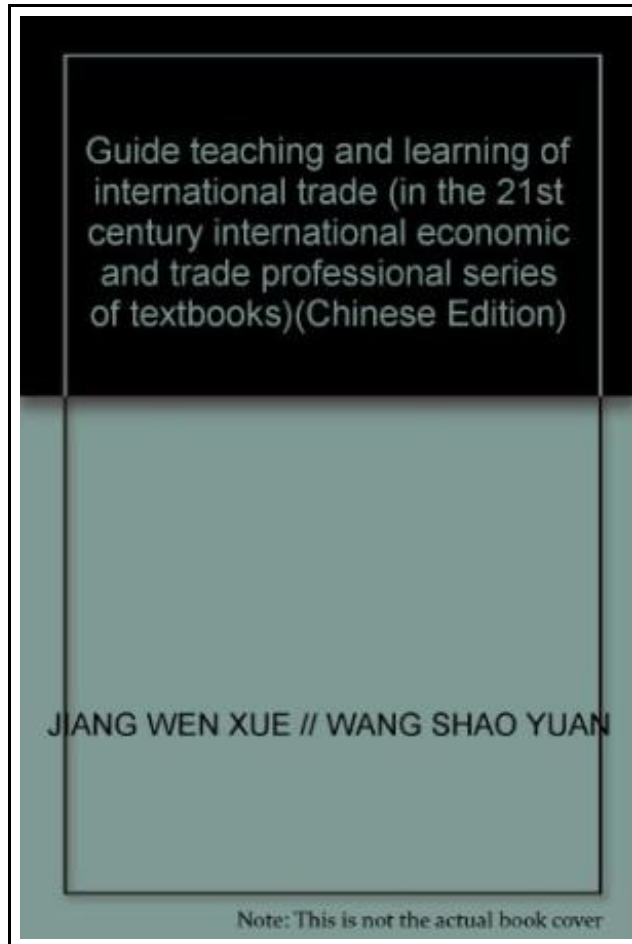 Guide teaching and learning of
international trade (in the 21st
century international economic
and trade professional series
of textbooks)(Chinese Edition)
JIANG WEN XUE // WANG SHAO YUAN
Note: This is not the actual book cover